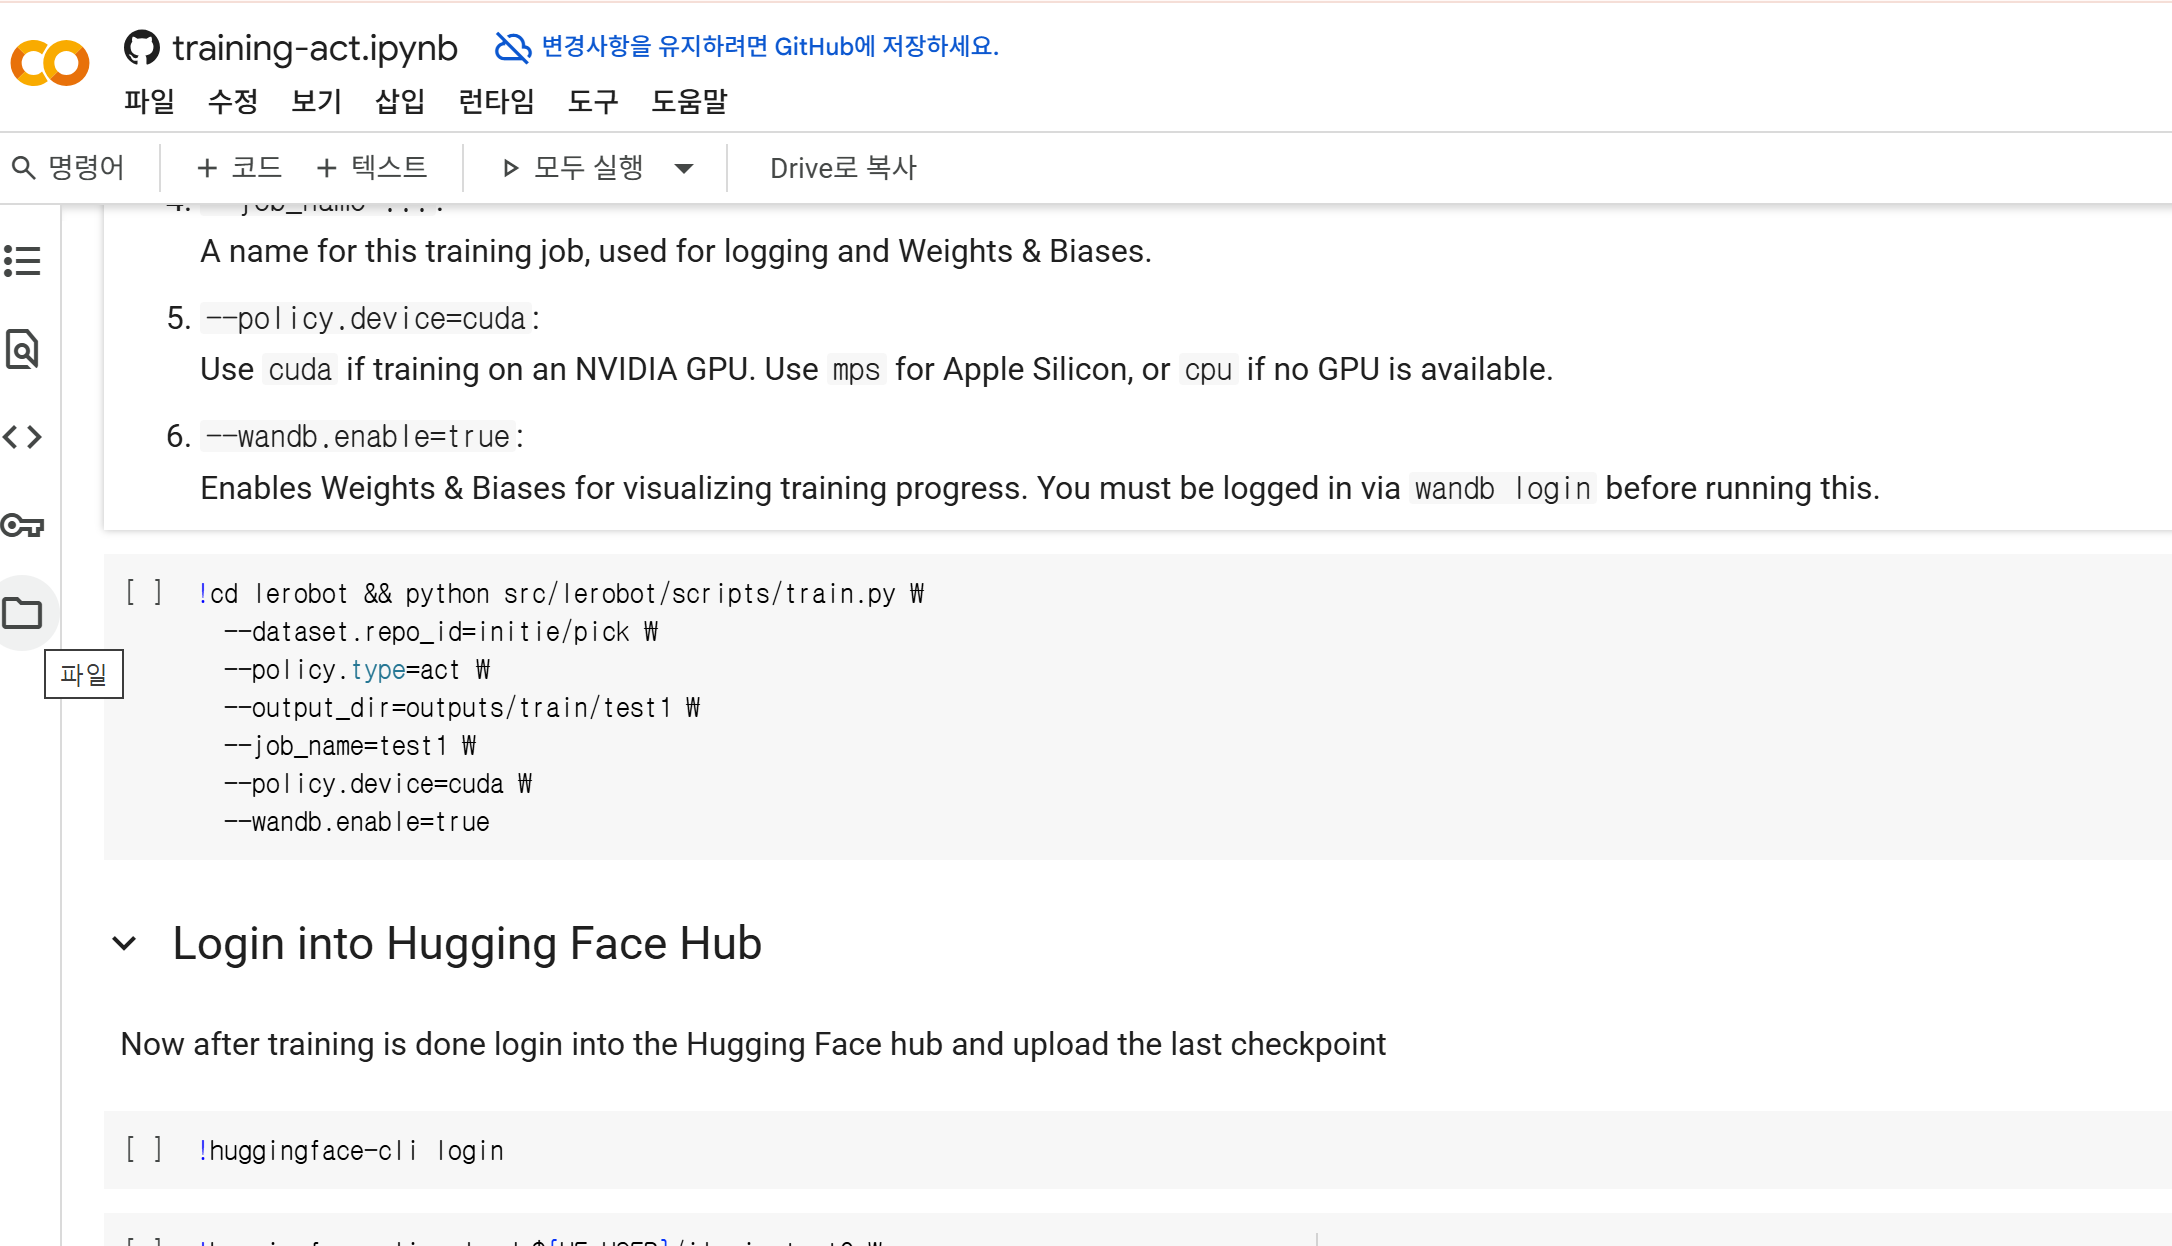 training-act.ipynb
변경사항을 유지하려면 GitHub에 저장하세요.
파일 수정 보기 삽입 런타임 도구 도움말
명령어 + 코드 + 텍스트 모두 실행 Drive로 복사
A name for this training job, used for logging and Weights & Biases.
5. --policy.device=cuda:
Use cuda if training on an NVIDIA GPU. Use mps for Apple Silicon, or cpu if no GPU is available.
6. --wandb.enable=true:
Enables Weights & Biases for visualizing training progress. You must be logged in via wandb login before running this.
파일
[ ] !cd lerobot && python src/lerobot/scripts/train.py ₩
--dataset.repo_id=initie/pick ₩
--policy.type=act ₩
--output_dir=outputs/train/test1 ₩
--job_name=test1 ₩
--policy.device=cuda ₩
--wandb.enable=true
Login into Hugging Face Hub
Now after training is done login into the Hugging Face hub and upload the last checkpoint
[ ] !huggingface-cli login